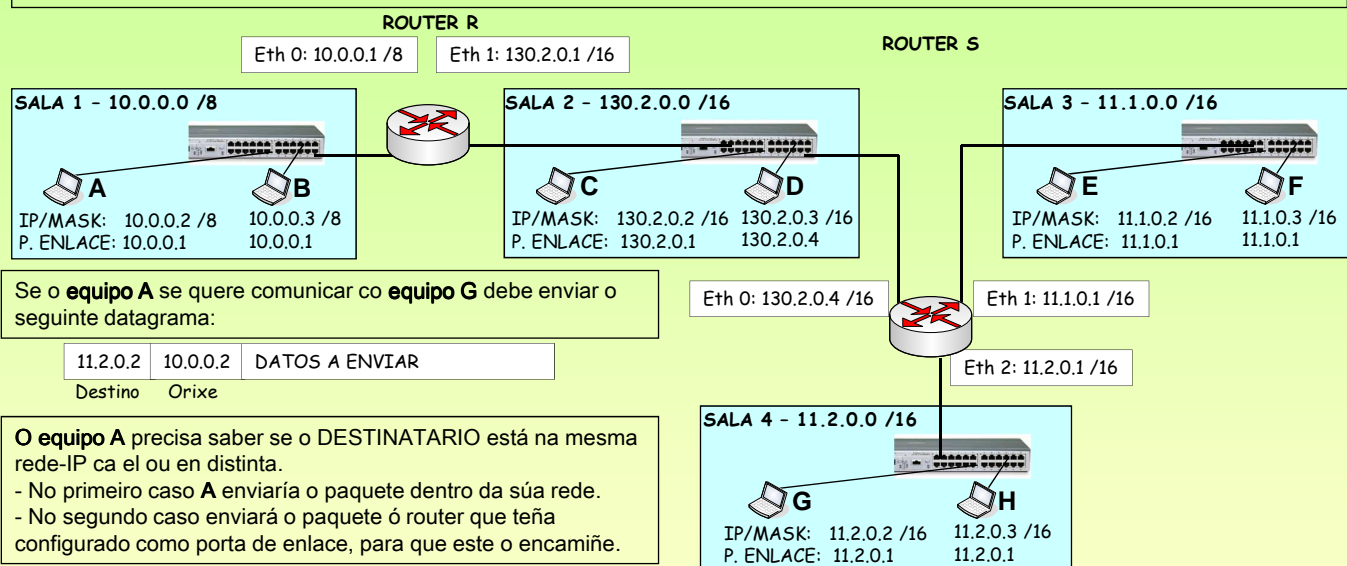 ROUTER R
ROUTER S
Eth 0: 10.0.0.1 /8
Eth 1: 130.2.0.1 /16
SALA 1 – 10.0.0.0 /8
A
B
IP/MASK: 10.0.0.2 /8 10.0.0.3 /8
P. ENLACE: 10.0.0.1 10.0.0.1
SALA 2 – 130.2.0.0 /16
C
D
IP/MASK: 130.2.0.2 /16 130.2.0.3 /16
P. ENLACE: 130.2.0.1 130.2.0.4
SALA 3 – 11.1.0.0 /16
E
F
IP/MASK: 11.1.0.2 /16 11.1.0.3 /16
P. ENLACE: 11.1.0.1 11.1.0.1
Se o equipo A se quere comunicar co equipo G debe enviar o
seguinte datagrama:
11.2.0.2 10.0.0.2 DATOS A ENVIAR
Destino Orixe
Eth 0: 130.2.0.4 /16
Eth 1: 11.1.0.1 /16
Eth 2: 11.2.0.1 /16
O equipo A precisa saber se o DESTINATARIO está na mesma
rede-IP ca el ou en distinta.
- No primeiro caso A enviaría o paquete dentro da súa rede.
- No segundo caso enviará o paquete ó router que teña
configurado como porta de enlace, para que este o encamiñe.
SALA 4 – 11.2.0.0 /16
G
H
IP/MASK: 11.2.0.2 /16 11.2.0.3 /16
P. ENLACE: 11.2.0.1 11.2.0.1